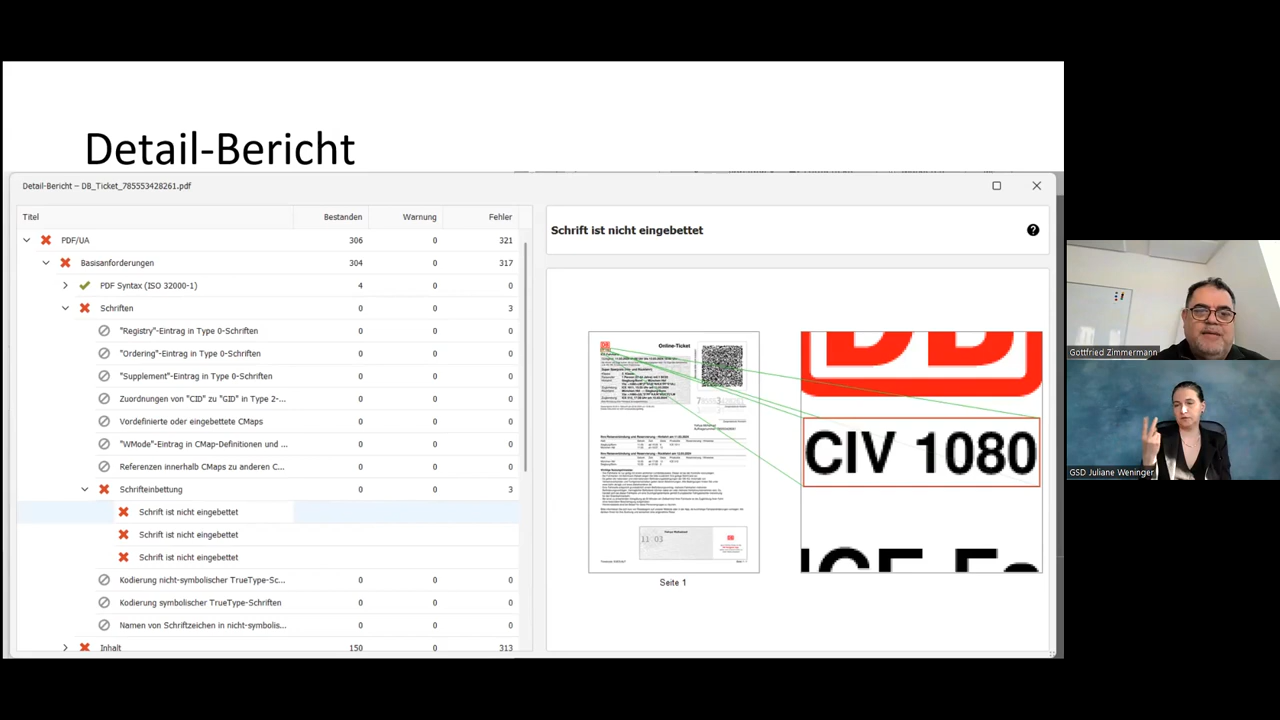 Detail-Bericht
Detail-Bericht – DB_Ticket_785553428261.pdf
Titel Bestanden Warnung Fehler
PDF/UA 306 0 321
Basisanforderungen 304 0 317
PDF Syntax (ISO 32000-1) 4 0 0
Schriften 0 0 3
"Registry"-Eintrag in Type 0-Schriften 0 0 0
"Ordering"-Eintrag in Type 0-Schriften 0 0 0
"Supplement"-Eintrag in Type 0-Schriften 0 0 0
Zuordnungen von "CID" zu "GID" in Type 2-... 0 0 0
Vordefinierte oder eingebettete CMaps 0 0 0
"WMode"-Eintrag in CMap-Definitionen und ... 0 0 0
Referenzen innerhalb CMaps zu anderen C... 0 0 0
Schrifteinbettung 0 0 3
Schrift ist nicht eingebettet
Schrift ist nicht eingebettet
Schrift ist nicht eingebettet
Kodierung nicht-symbolischer TrueType-Sc... 0 0 0
Kodierung symbolischer TrueType-Schriften 0 0 0
Namen von Schriftzeichen in nicht-symbolis... 0 0 0
Inhalt 150 0 313
Schrift ist nicht eingebettet
Online-Ticket
Seite 1
DB
CIV 1080
Gottfried Zimmermann
GSD Juliane Weninger